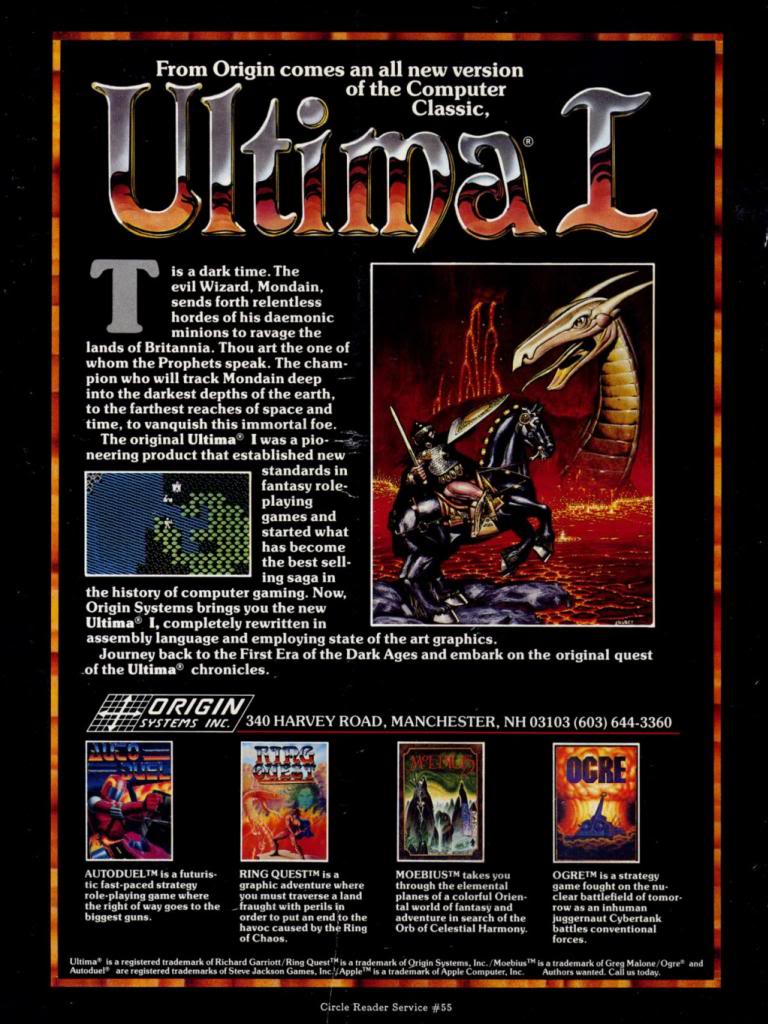 From Origin comes an all new version
of the Computer
Classic,
Ultima® I
T is a dark time. The
evil Wizard, Mondain,
sends forth relentless
hordes of his daemonic
minions to ravage the
lands of Britannia. Thou art the one of
whom the Prophets speak. The cham-
pion who will track Mondain deep
into the darkest depths of the earth,
to the farthest reaches of space and
time, to vanquish this immortal foe.
The original Ultima® I was a pio-
neering product that established new
standards in
fantasy role-
playing
games and
started what
has become
the best sell-
ing saga in
the history of computer gaming. Now,
Origin Systems brings you the new
Ultima® I, completely rewritten in
assembly language and employing state of the art graphics.
Journey back to the First Era of the Dark Ages and embark on the original quest
of the Ultima® chronicles.
ORIGIN
SYSTEMS INC.
340 HARVEY ROAD, MANCHESTER, NH 03103 (603) 644-3360
AUTO
DUEL
AUTODUEL™ is a futuris-
tic fast-paced strategy
role-playing game where
the right of way goes to the
biggest guns.
RING
QUEST
RING QUEST™ is a
graphic adventure where
you must traverse a land
fraught with perils in
order to put an end to the
havoc caused by the Ring
of Chaos.
MOEBIUS
MOEBIUS™ takes you
through the elemental
planes of a colorful Orien-
tal world of fantasy and
adventure in search of the
Orb of Celestial Harmony.
OGRE
OGRE™ is a strategy
game fought on the nu-
clear battlefield of tomor-
row as an inhuman
juggernaut Cybertank
battles conventional
forces.
Ultima® is a registered trademark of Richard Garriott/Ring Quest™ is a trademark of Origin Systems, Inc./Moebius™ is a trademark of Greg Malone/Ogre® and
Autoduel® are registered trademarks of Steve Jackson Games, Inc./Apple™ is a trademark of Apple Computer, Inc. Authors wanted. Call us today.
Circle Reader Service #55